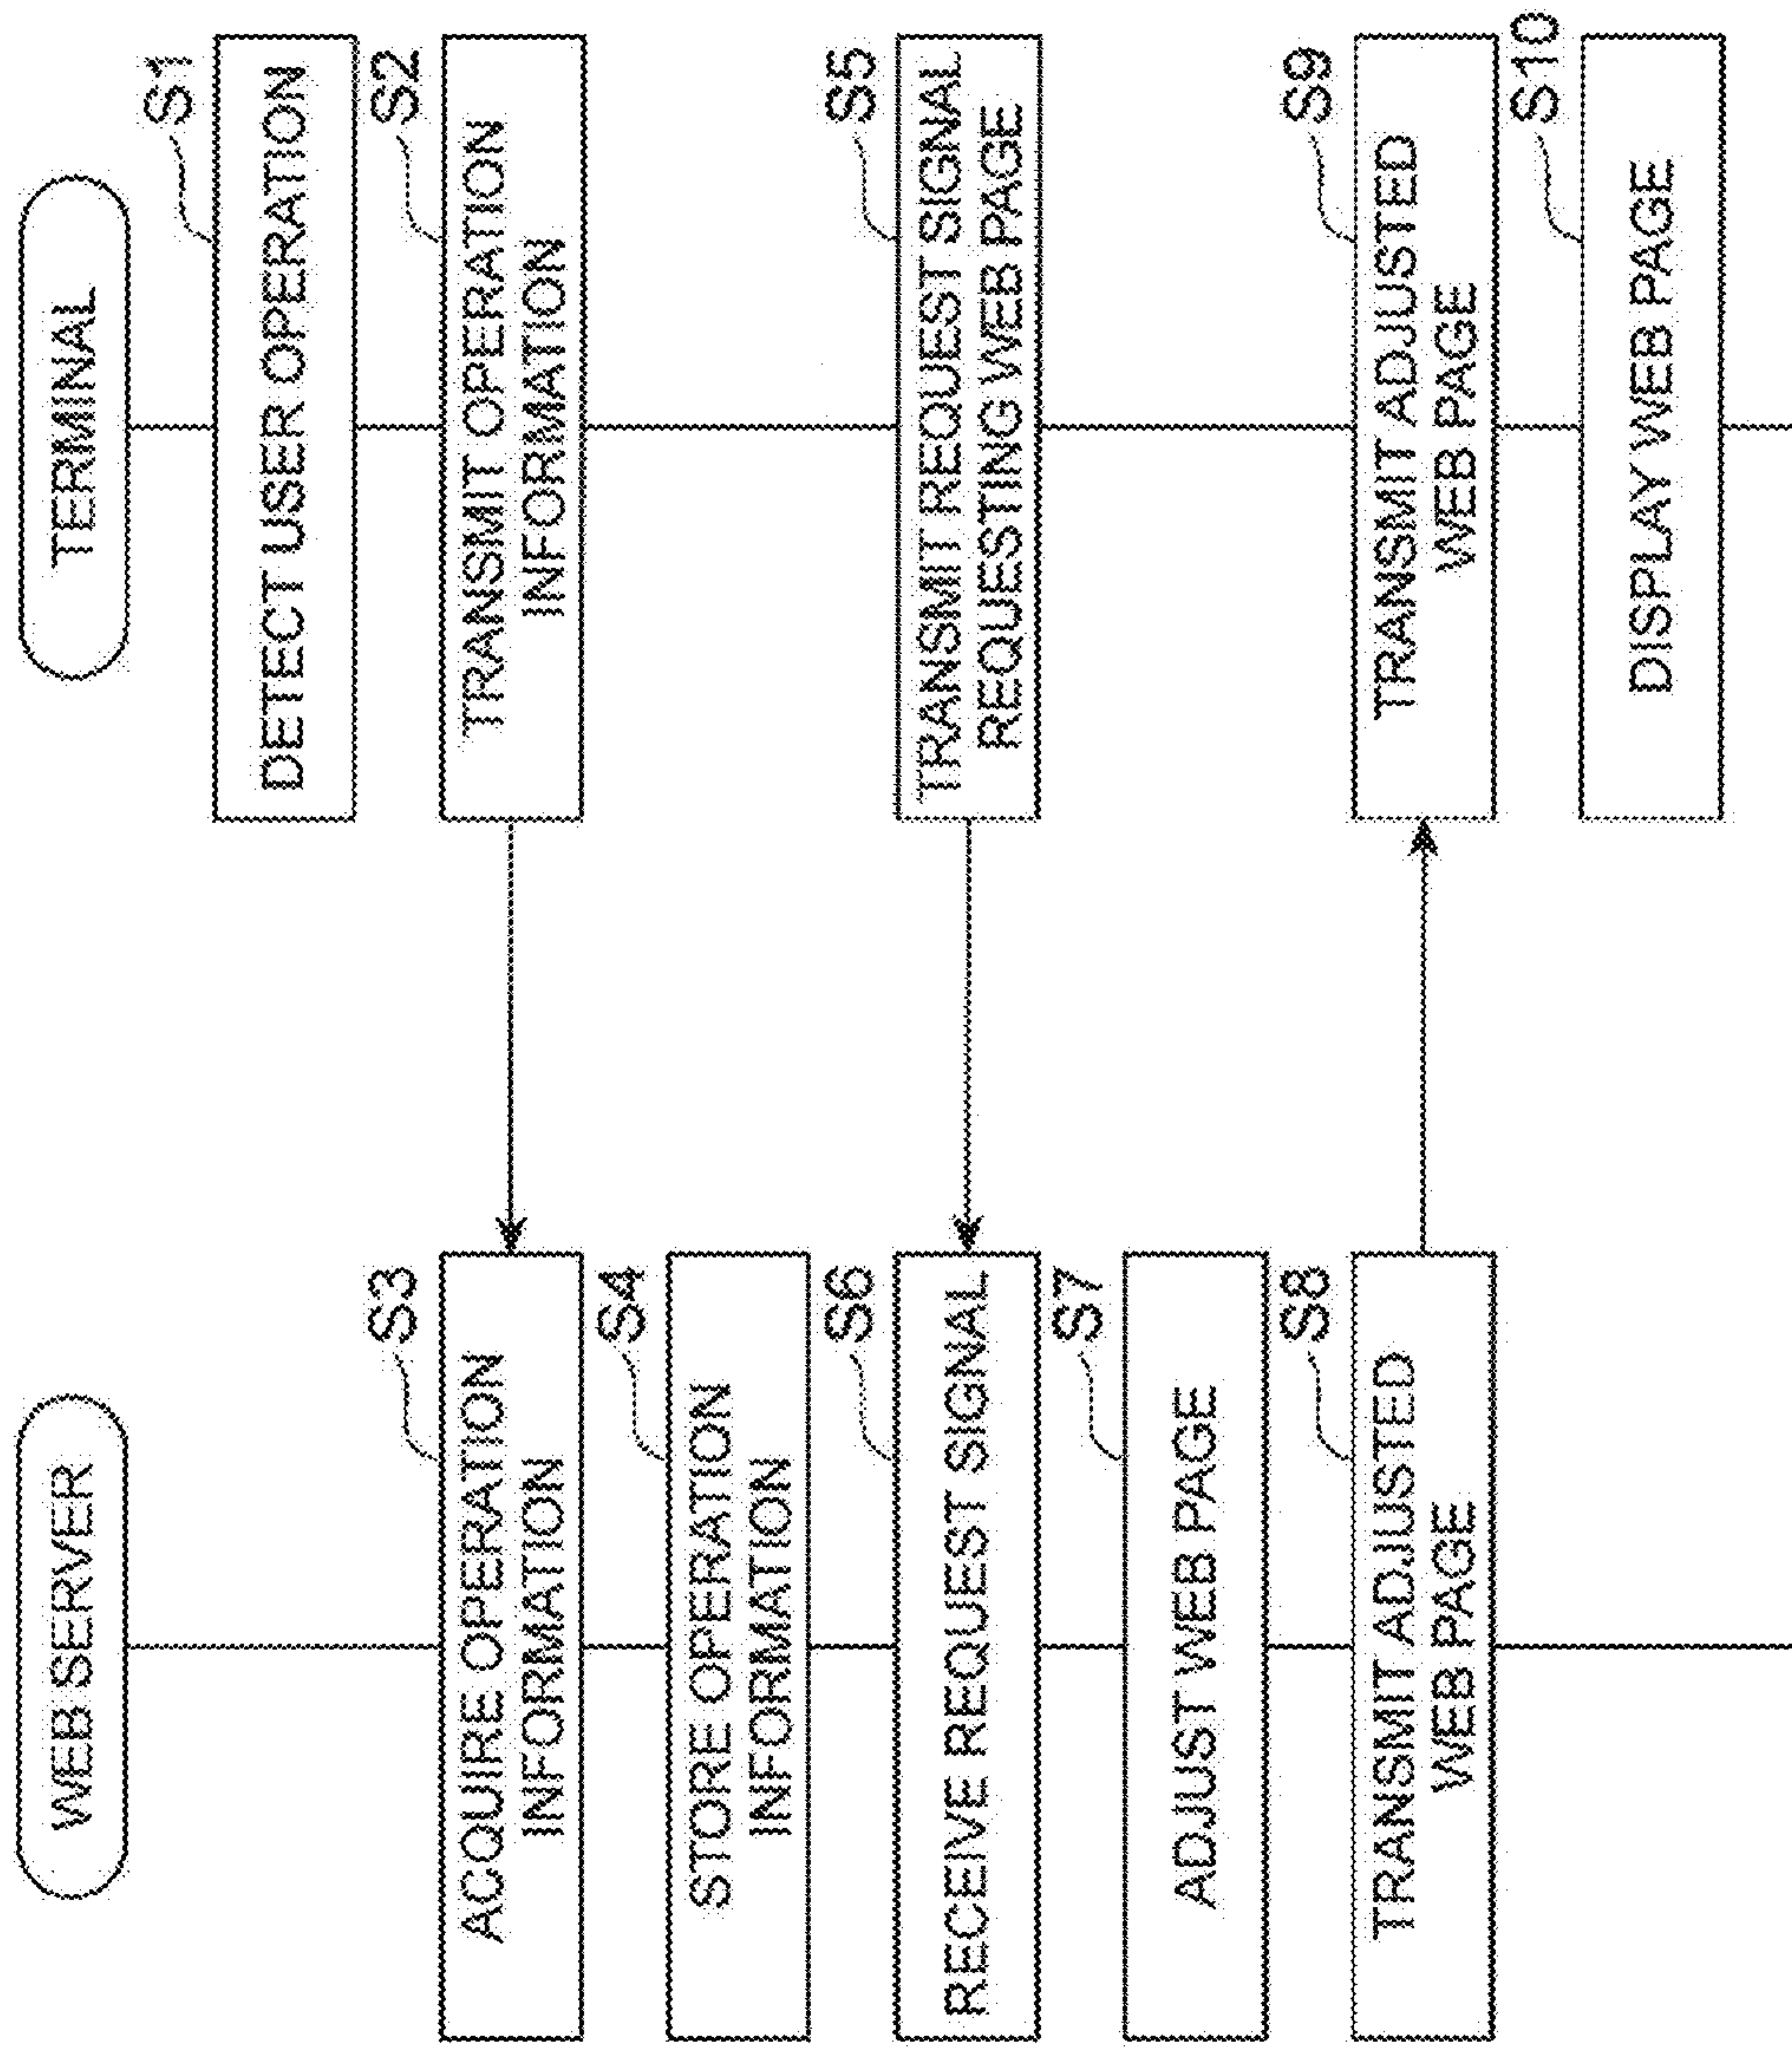 WEB SERVER
TERMINAL
S1
DETECT USER OPERATION
S2
TRANSMIT OPERATION
INFORMATION
S3
ACQUIRE OPERATION
INFORMATION
S4
STORE OPERATION
INFORMATION
S5
TRANSMIT REQUEST SIGNAL
REQUESTING WEB PAGE
S6
RECEIVE REQUEST SIGNAL
S7
ADJUST WEB PAGE
S8
TRANSMIT ADJUSTED
WEB PAGE
S9
TRANSMIT ADJUSTED
WEB PAGE
S10
DISPLAY WEB PAGE